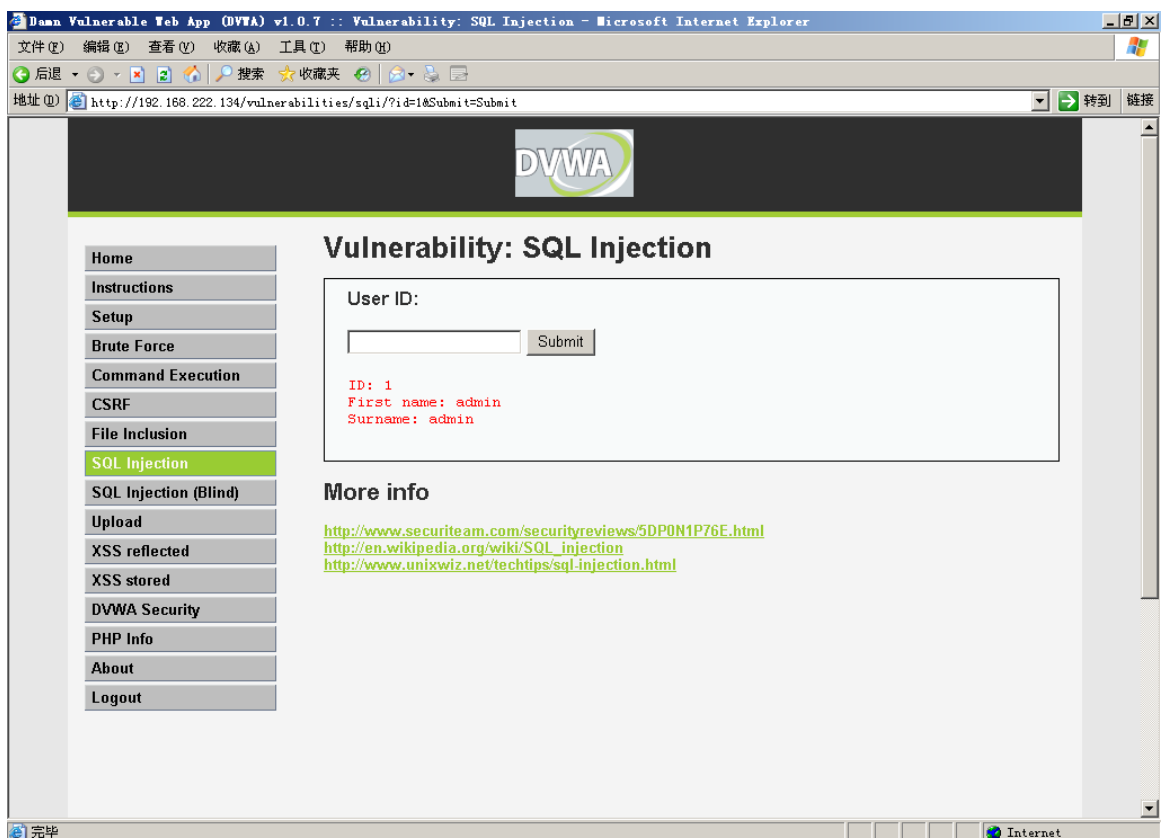 Damn Vulnerable Web App (DVWA) v1.0.7 :: Vulnerability: SQL Injection - Microsoft Internet Explorer
文件(F) 编辑(E) 查看(V) 收藏(A) 工具(T) 帮助(H)
后退 搜索 收藏夹
地址(D) http://192.168.222.134/vulnerabilities/sqli/?id=1&Submit=Submit 转到 链接
DVWA
Home
Instructions
Setup
Brute Force
Command Execution
CSRF
File Inclusion
SQL Injection
SQL Injection (Blind)
Upload
XSS reflected
XSS stored
DVWA Security
PHP Info
About
Logout
Vulnerability: SQL Injection
User ID:
Submit
ID: 1
First name: admin
Surname: admin
More info
http://www.securiteam.com/securityreviews/5DP0N1P76E.html
http://en.wikipedia.org/wiki/SQL_injection
http://www.unixwiz.net/techtips/sql-injection.html
完毕 Internet